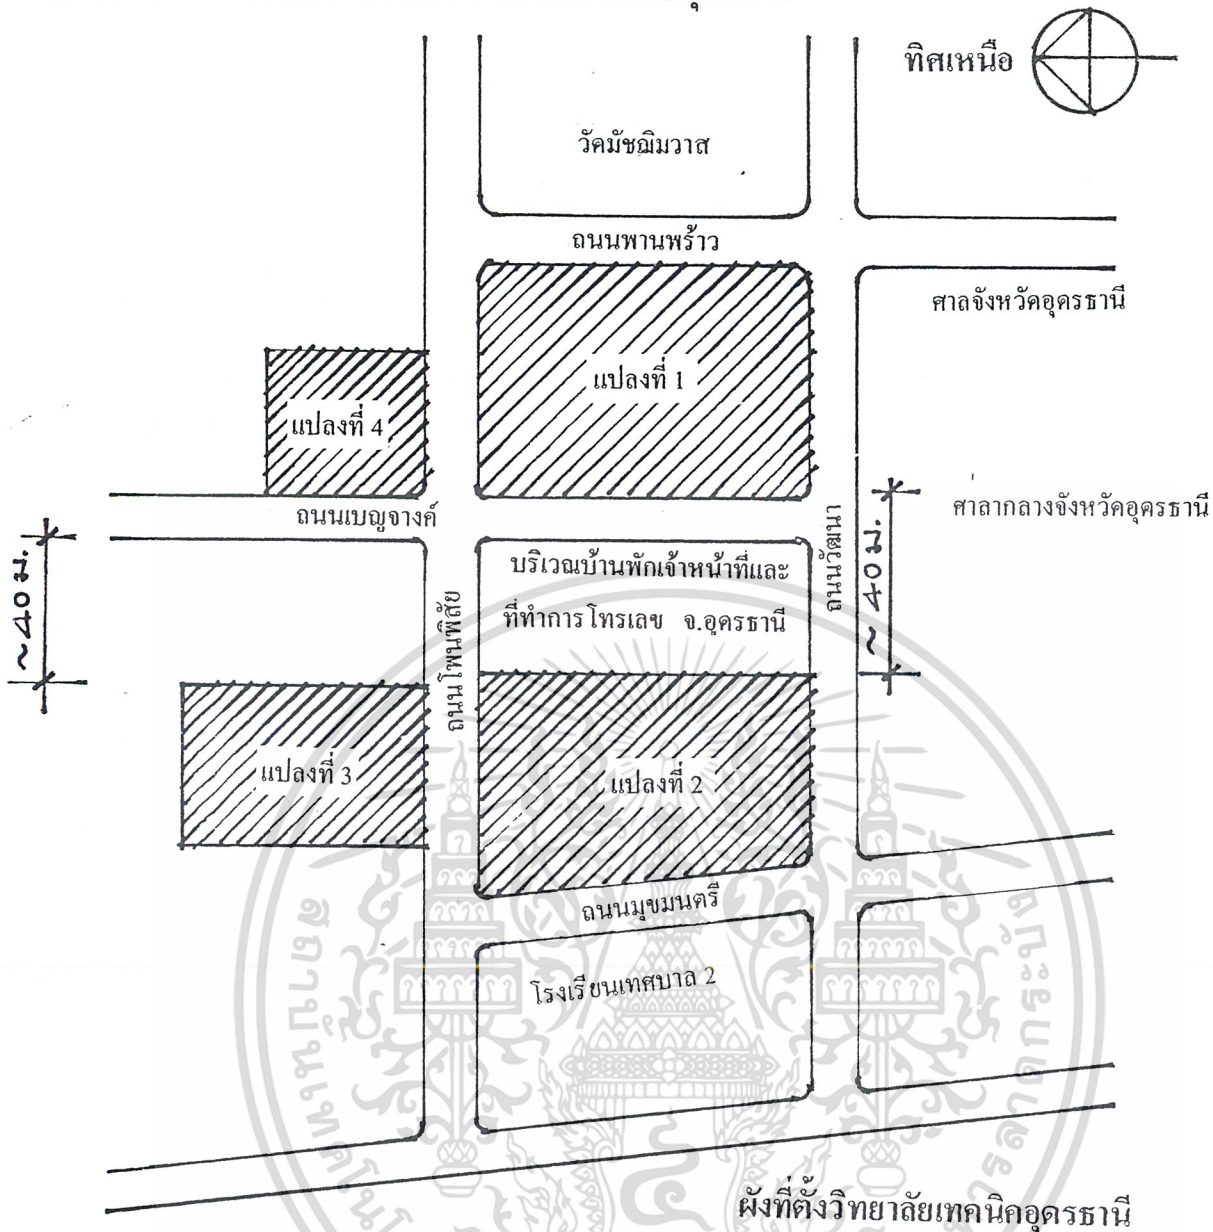 ทิศเหนือ
วัดมัชฌิมวาส
ถนนพานพร้าว
ศาลจังหวัดอุดรธานี
แปลงที่ 1
แปลงที่ 4
ถนนเบญจางค์
ศาลากลางจังหวัดอุดรธานี
~40 ม.
ถนนวัฒนา
~40 ม.
บริเวณบ้านพักเจ้าหน้าที่และ
ที่ทำการโทรเลข จ.อุดรธานี
ถนนโพนพิสัย
แปลงที่ 3
แปลงที่ 2
ถนนมุขมนตรี
โรงเรียนเทศบาล 2
ผังที่ตั้งวิทยาลัยเทคนิคอุดรธานี